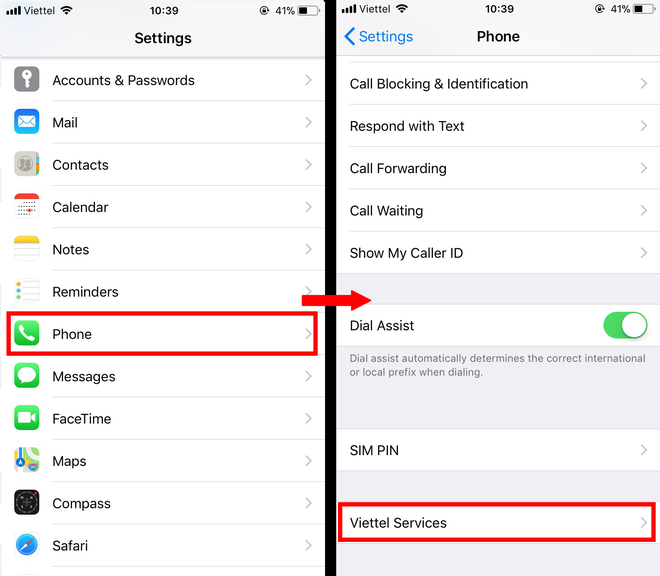 Viettel 10:39 41%
Settings
Accounts & Passwords
Mail
Contacts
Calendar
Notes
Reminders
Phone
Messages
FaceTime
Maps
Compass
Safari
Viettel 10:39 41%
Settings Phone
Call Blocking & Identification
Respond with Text
Call Forwarding
Call Waiting
Show My Caller ID
Dial Assist
Dial assist automatically determines the correct international
or local prefix when dialing.
SIM PIN
Viettel Services